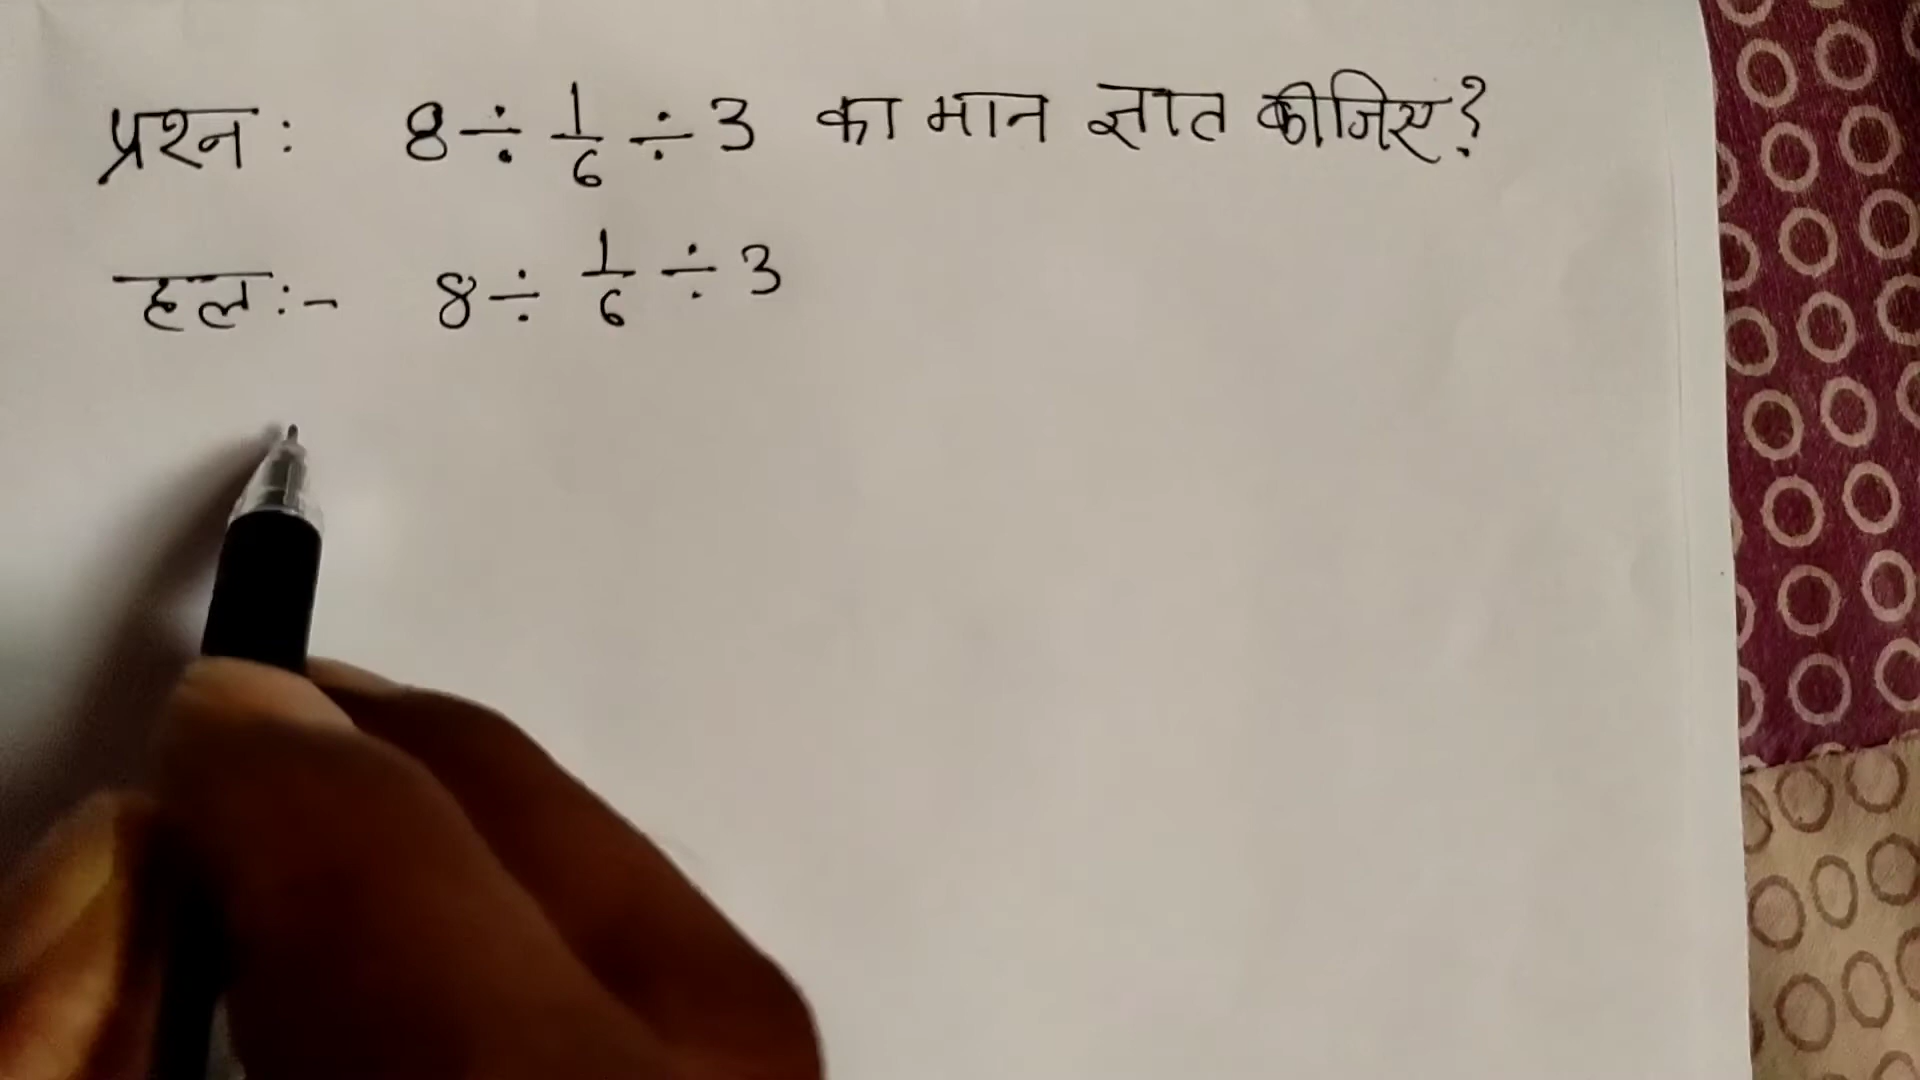 प्रश्न: 8 ÷ 1/6 ÷ 3 का मान ज्ञात कीजिए?
हल:- 8 ÷ 1/6 ÷ 3